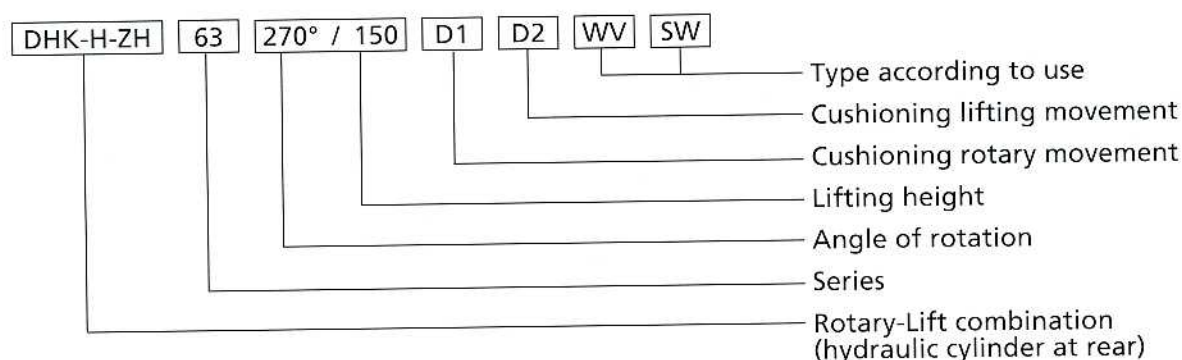 DHK-H-ZH 63 270° / 150 D1 D2 WV SW
Type according to use
Cushioning lifting movement
Cushioning rotary movement
Lifting height
Angle of rotation
Series
Rotary-Lift combination
(hydraulic cylinder at rear)